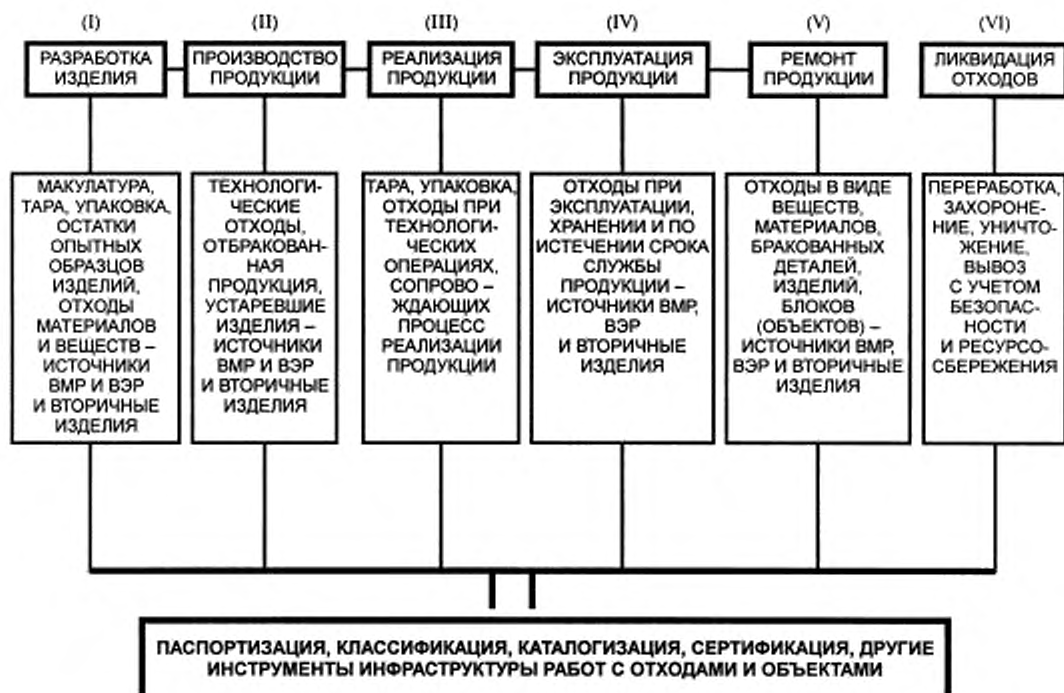 (I)
РАЗРАБОТКА
ИЗДЕЛИЯ
МАКУЛАТУРА,
ТАРА, УПАКОВКА,
ОСТАТКИ
ОПЫТНЫХ
ОБРАЗЦОВ
ИЗДЕЛИЙ,
ОТХОДЫ
МАТЕРИАЛОВ
И ВЕЩЕСТВ –
ИСТОЧНИКИ
ВМР И ВЭР
И ВТОРИЧНЫЕ
ИЗДЕЛИЯ
(II)
ПРОИЗВОДСТВО
ПРОДУКЦИИ
ТЕХНОЛОГИ-
ЧЕСКИЕ
ОТХОДЫ,
ОТБРАКОВАН-
НАЯ
ПРОДУКЦИЯ,
УСТАРЕВШИЕ
ИЗДЕЛИЯ –
ИСТОЧНИКИ
ВМР И ВЭР
И ВТОРИЧНЫЕ
ИЗДЕЛИЯ
(III)
РЕАЛИЗАЦИЯ
ПРОДУКЦИИ
ТАРА, УПАКОВКА,
ОТХОДЫ ПРИ
ТЕХНОЛОГИ-
ЧЕСКИХ
ОПЕРАЦИЯХ,
СОПРОВО –
ЖДАЮЩИХ
ПРОЦЕСС
РЕАЛИЗАЦИИ
ПРОДУКЦИИ
(IV)
ЭКСПЛУАТАЦИЯ
ПРОДУКЦИИ
ОТХОДЫ ПРИ
ЭКСПЛУАТАЦИИ,
ХРАНЕНИИ И ПО
ИСТЕЧЕНИИ СРОКА
СЛУЖБЫ
ПРОДУКЦИИ –
ИСТОЧНИКИ ВМР,
ВЭР
И ВТОРИЧНЫЕ
ИЗДЕЛИЯ
(V)
РЕМОНТ
ПРОДУКЦИИ
ОТХОДЫ В ВИДЕ
ВЕЩЕСТВ,
МАТЕРИАЛОВ,
БРАКОВАННЫХ
ДЕТАЛЕЙ,
ИЗДЕЛИЙ,
БЛОКОВ
(ОБЪЕКТОВ) –
ИСТОЧНИКИ ВМР,
ВЭР И ВТОРИЧНЫЕ
ИЗДЕЛИЯ
(VI)
ЛИКВИДАЦИЯ
ОТХОДОВ
ПЕРЕРАБОТКА,
ЗАХОРОНЕ-
НИЕ, УНИЧТО-
ЖЕНИЕ,
ВЫВОЗ
С УЧЕТОМ
БЕЗОПАС-
НОСТИ
И РЕСУРСО-
СБЕРЕЖЕНИЯ
ПАСПОРТИЗАЦИЯ, КЛАССИФИКАЦИЯ, КАТАЛОГИЗАЦИЯ, СЕРТИФИКАЦИЯ, ДРУГИЕ
ИНСТРУМЕНТЫ ИНФРАСТРУКТУРЫ РАБОТ С ОТХОДАМИ И ОБЪЕКТАМИ